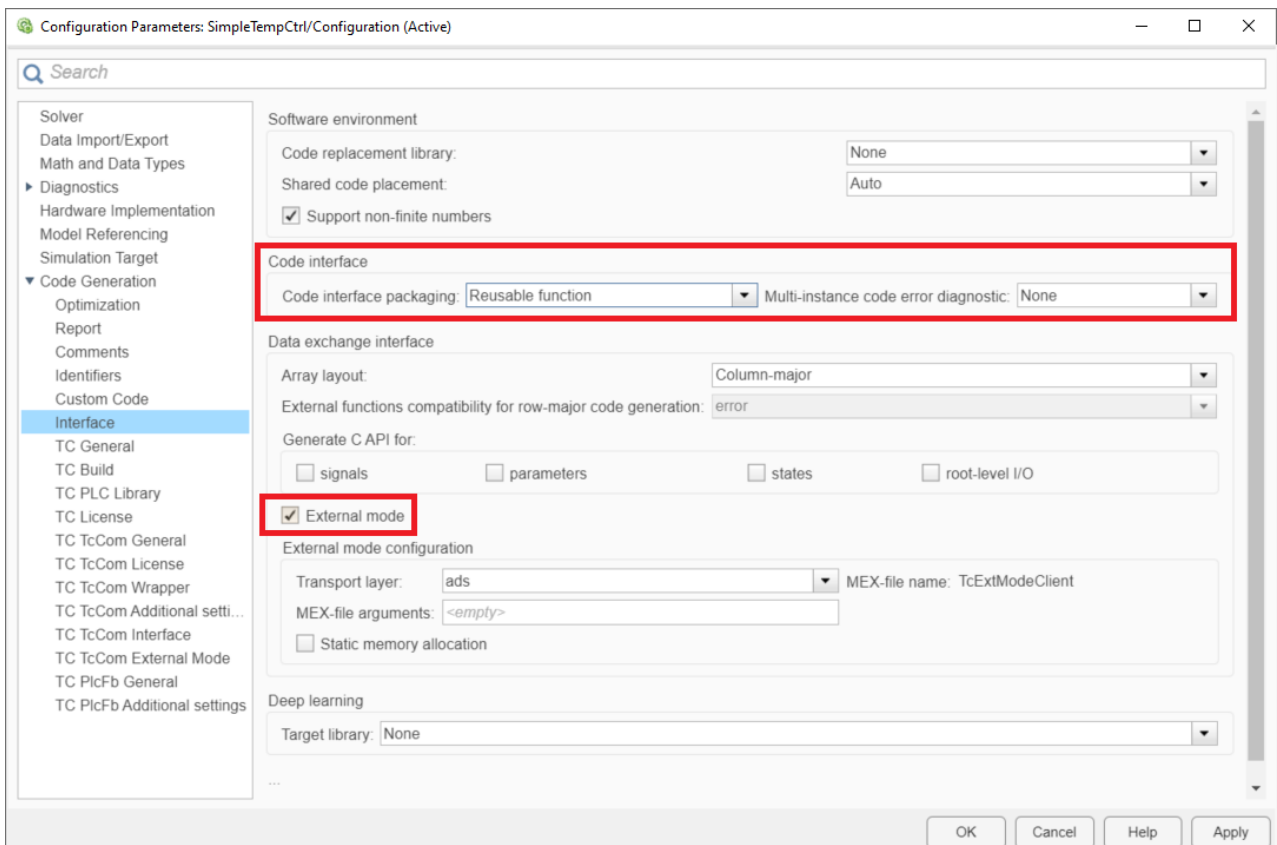 Configuration Parameters: SimpleTempCtrl/Configuration (Active)
Search
Solver
Data Import/Export
Math and Data Types
Diagnostics
Hardware Implementation
Model Referencing
Simulation Target
Code Generation
Optimization
Report
Comments
Identifiers
Custom Code
Interface
TC General
TC Build
TC PLC Library
TC License
TC TcCom General
TC TcCom License
TC TcCom Wrapper
TC TcCom Additional setti...
TC TcCom Interface
TC TcCom External Mode
TC PlcFb General
TC PlcFb Additional settings
Software environment
Code replacement library: None
Shared code placement: Auto
Support non-finite numbers
Code interface
Code interface packaging: Reusable function Multi-instance code error diagnostic: None
Data exchange interface
Array layout: Column-major
External functions compatibility for row-major code generation: error
Generate C API for:
signals parameters states root-level I/O
External mode
External mode configuration
Transport layer: ads MEX-file name: TcExtModeClient
MEX-file arguments: <empty>
Static memory allocation
Deep learning
Target library: None
...
OK Cancel Help Apply